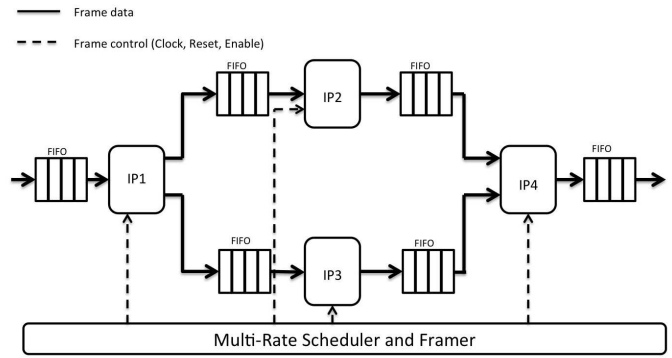 Frame data
Frame control (Clock, Reset, Enable)
FIFO
IP2
FIFO
FIFO
IP1
IP4
FIFO
FIFO
IP3
FIFO
Multi-Rate Scheduler and Framer